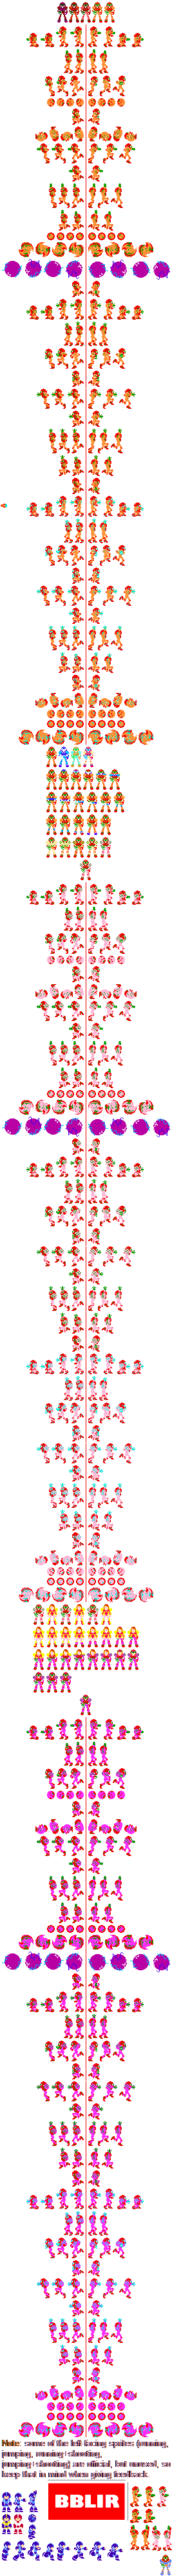 Note: some of the left facing sprites (running,
jumping, running+shooting,
jumping+shooting) are official, but unused, so
keep that in mind when giving feedback.
BBLIR